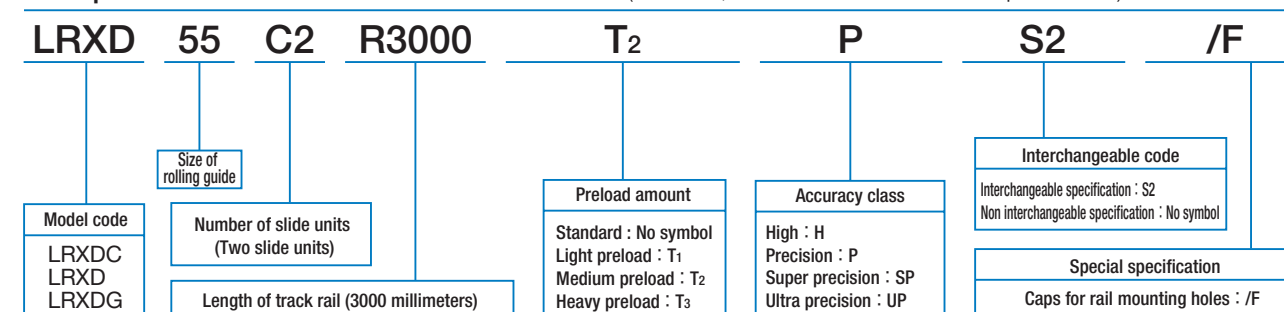 LRXD 55 C2 R3000 T2 P S2 /F
Size of
rolling guide
Interchangeable code
Interchangeable specification : S2
Non interchangeable specification : No symbol
Model code
LRXDC
LRXD
LRXDG
Number of slide units
(Two slide units)
Length of track rail (3000 millimeters)
Preload amount
Standard : No symbol
Light preload : T1
Medium preload : T2
Heavy preload : T3
Accuracy class
High : H
Precision : P
Super precision : SP
Ultra precision : UP
Special specification
Caps for rail mounting holes : /F